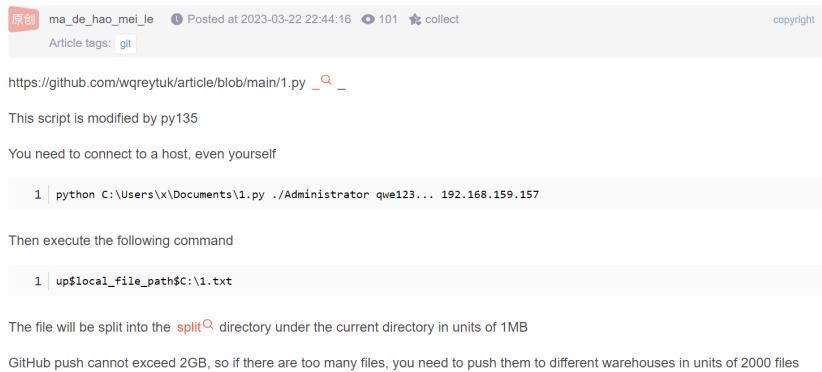 原创 ma_de_hao_mei_le Posted at 2023-03-22 22:44:16 101 collect copyright
Article tags: git
https://github.com/wqreytuk/article/blob/main/1.py _ _
This script is modified by py135
You need to connect to a host, even yourself
1 python C:\Users\x\Documents\1.py ./Administrator qwe123... 192.168.159.157
Then execute the following command
1 up$local_file_path$C:\1.txt
The file will be split into the split directory under the current directory in units of 1MB
GitHub push cannot exceed 2GB, so if there are too many files, you need to push them to different warehouses in units of 2000 files